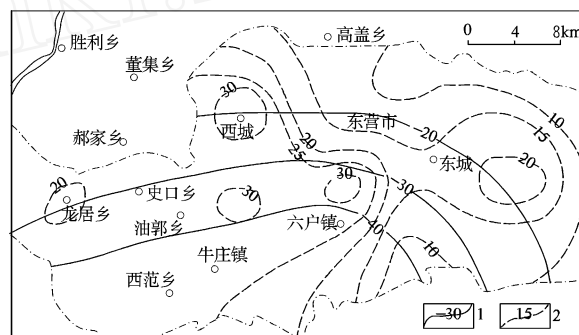 胜利乡
高盖乡
0 4 8km
董集乡
30
10
西城
东营市
15
郝家乡
20
-20
25
东城
20
20
史口乡
30
-30
龙居乡
30
油郭乡
六户镇
-40
10
牛庄镇
西范乡
-30 1
15 2